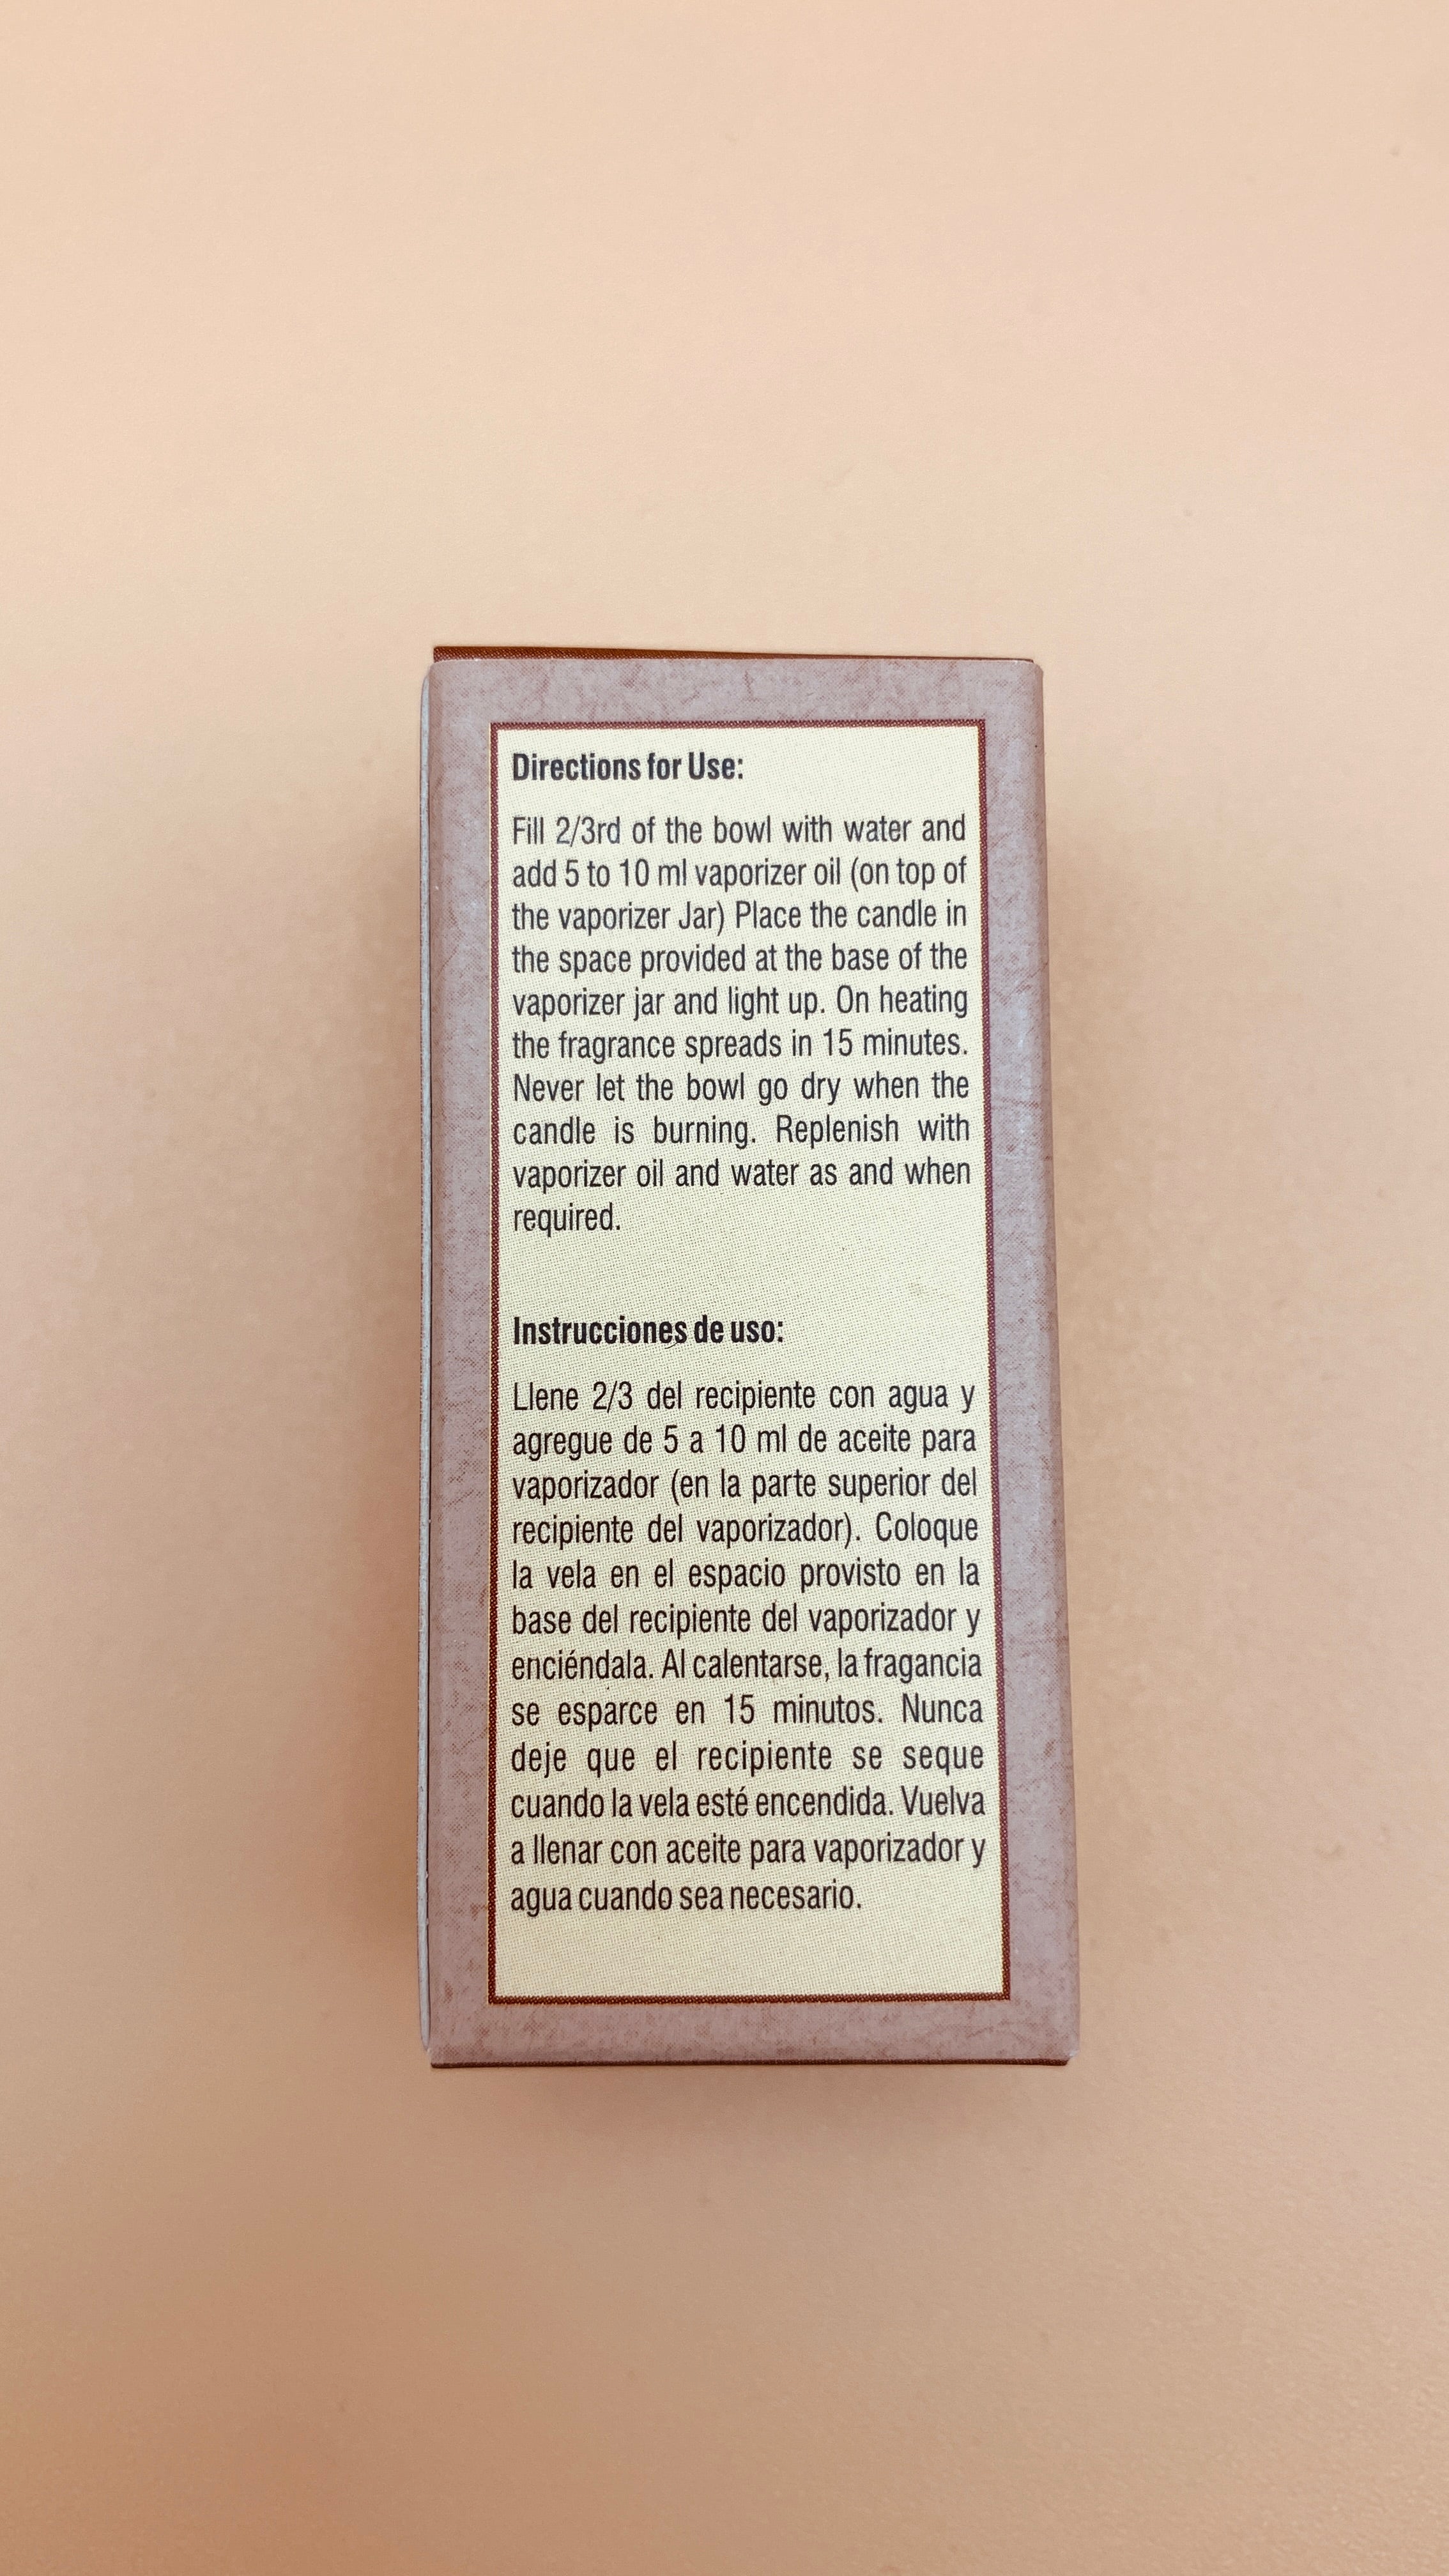 Directions for Use:
Fill 2/3rd of the bowl with water and
add 5 to 10 ml vaporizer oil (on top of
the vaporizer Jar) Place the candle in
the space provided at the base of the
vaporizer jar and light up. On heating
the fragrance spreads in 15 minutes.
Never let the bowl go dry when the
candle is burning. Replenish with
vaporizer oil and water as and when
required.
Instrucciones de uso:
Llene 2/3 del recipiente con agua y
agregue de 5 a 10 ml de aceite para
vaporizador (en la parte superior del
recipiente del vaporizador). Coloque
la vela en el espacio provisto en la
base del recipiente del vaporizador y
enciéndala. Al calentarse, la fragancia
se esparce en 15 minutos. Nunca
deje que el recipiente se seque
cuando la vela esté encendida. Vuelva
a llenar con aceite para vaporizador y
agua cuando sea necesario.